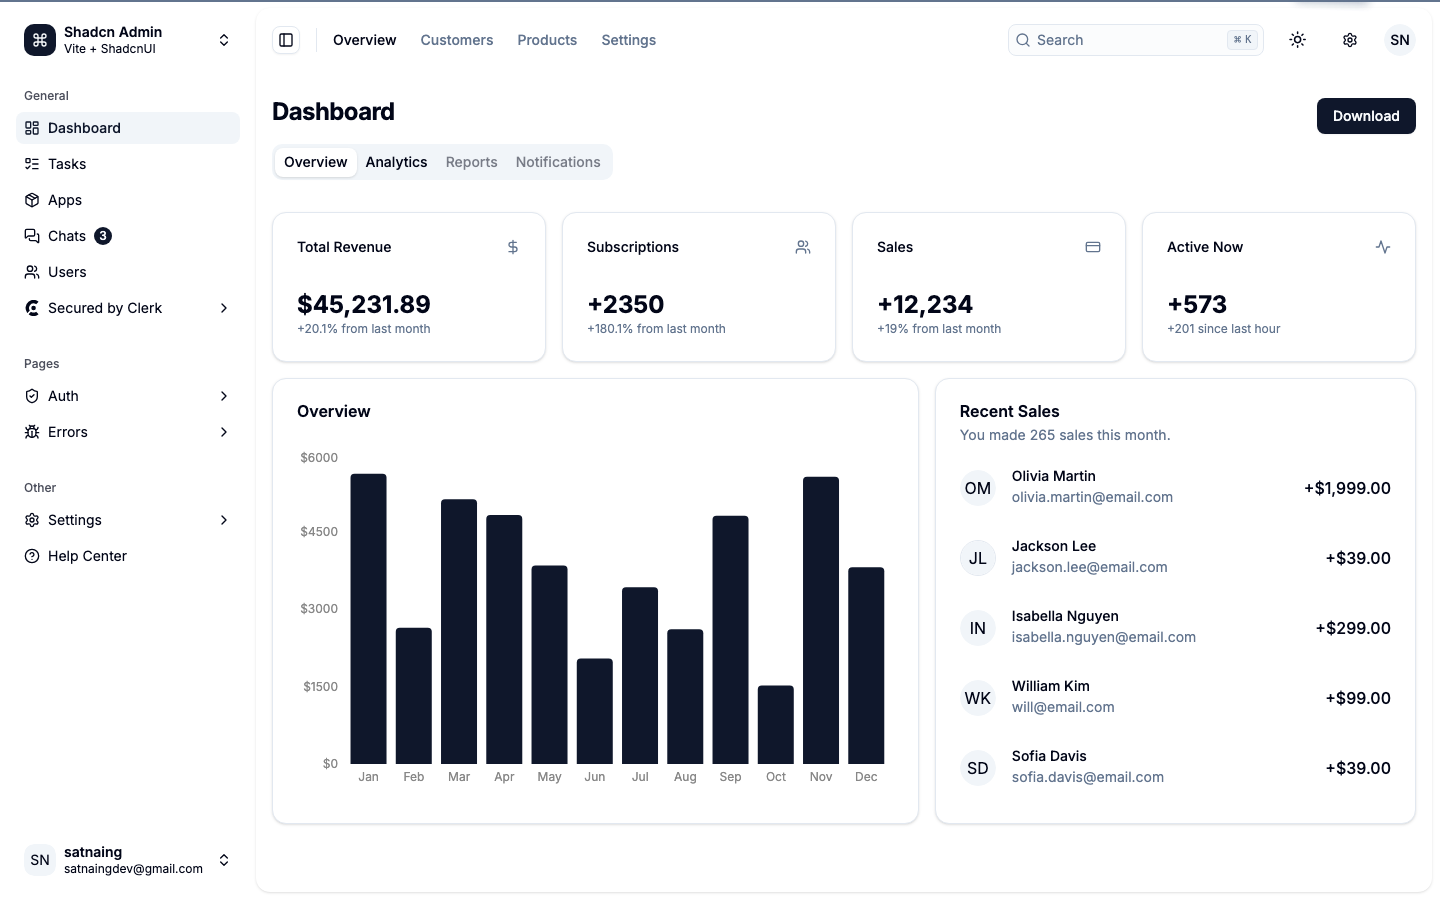 Shadcn Admin
Vite + ShadcnUI
General
Dashboard
Tasks
Apps
Chats 3
Users
Secured by Clerk
Pages
Auth
Errors
Other
Settings
Help Center
SN
satnaing
satnaingdev@gmail.com
Overview Customers Products Settings
Search ⌘ K
SN
Dashboard
Download
Overview Analytics Reports Notifications
Total Revenue
$45,231.89
+20.1% from last month
Subscriptions
+2350
+180.1% from last month
Sales
+12,234
+19% from last month
Active Now
+573
+201 since last hour
Overview
$6000
$4500
$3000
$1500
$0
Jan Feb Mar Apr May Jun Jul Aug Sep Oct Nov Dec
Recent Sales
You made 265 sales this month.
OM
Olivia Martin
olivia.martin@email.com
+$1,999.00
JL
Jackson Lee
jackson.lee@email.com
+$39.00
IN
Isabella Nguyen
isabella.nguyen@email.com
+$299.00
WK
William Kim
will@email.com
+$99.00
SD
Sofia Davis
sofia.davis@email.com
+$39.00